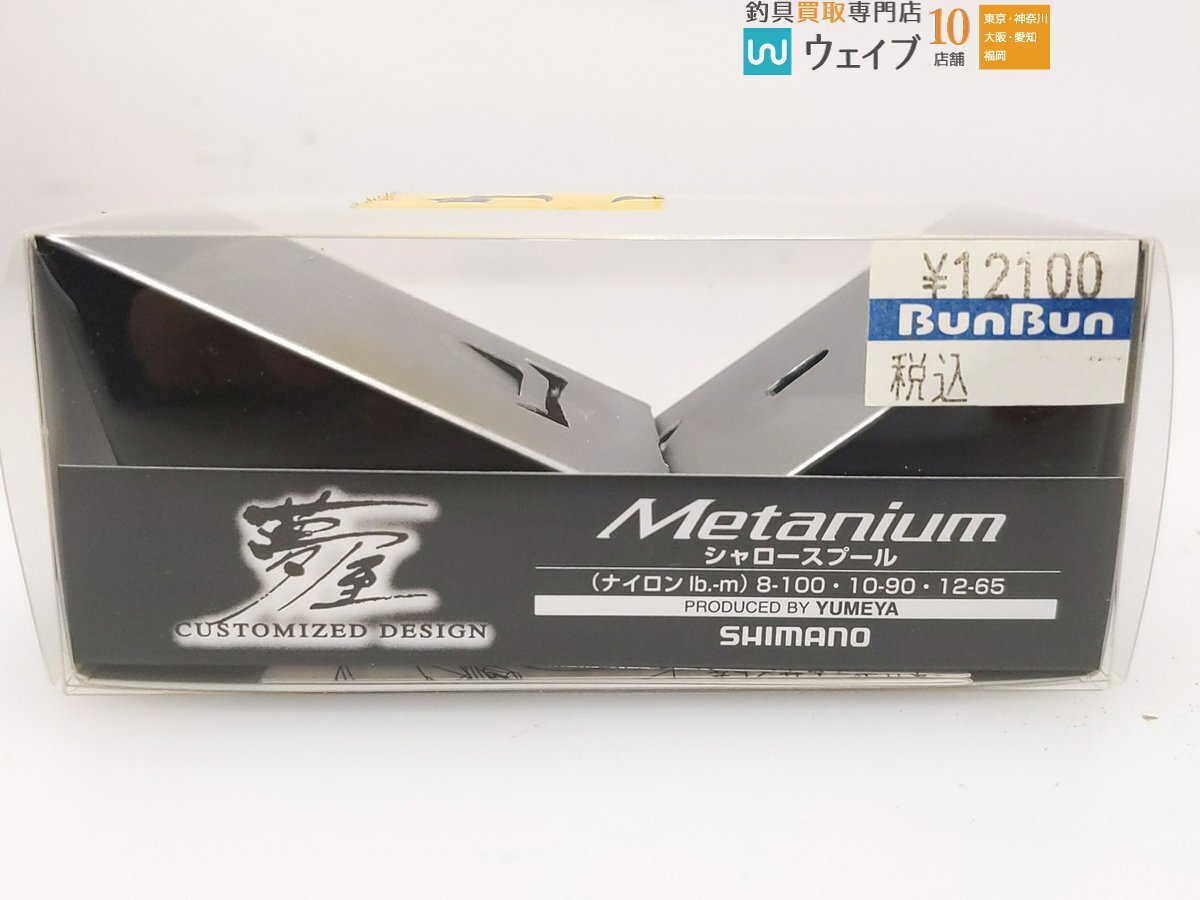 釣具買取専門店
ウェイブ
10
店舗
東京・神奈川
大阪・愛知
福岡
¥12100
BunBun
税込
夢屋
CUSTOMIZED DESIGN
Metanium
シャロースプール
(ナイロン lb.-m) 8-100・10-90・12-65
PRODUCED BY YUMEYA
SHIMANO